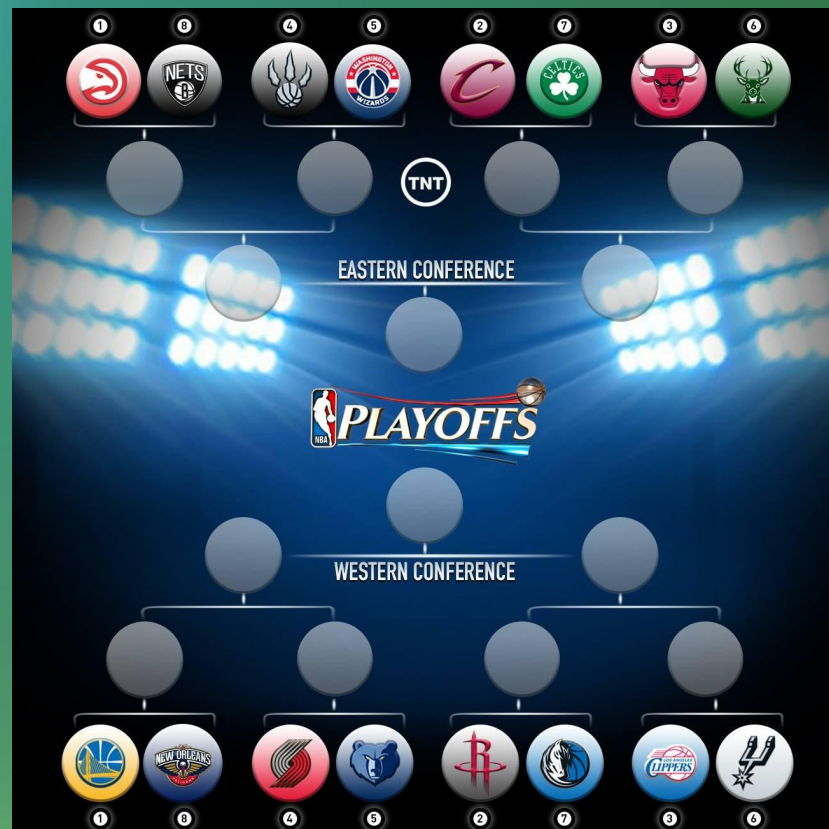 1 8 4 5 2 7 3 6
NETS
B
WASHINGTON
WIZARDS
C
CELTICS
TNT
EASTERN CONFERENCE
NBA
PLAYOFFS
WESTERN CONFERENCE
NEW ORLEANS
PELICANS
R
LOS ANGELES
CLIPPERS
1 8 4 5 2 7 3 6